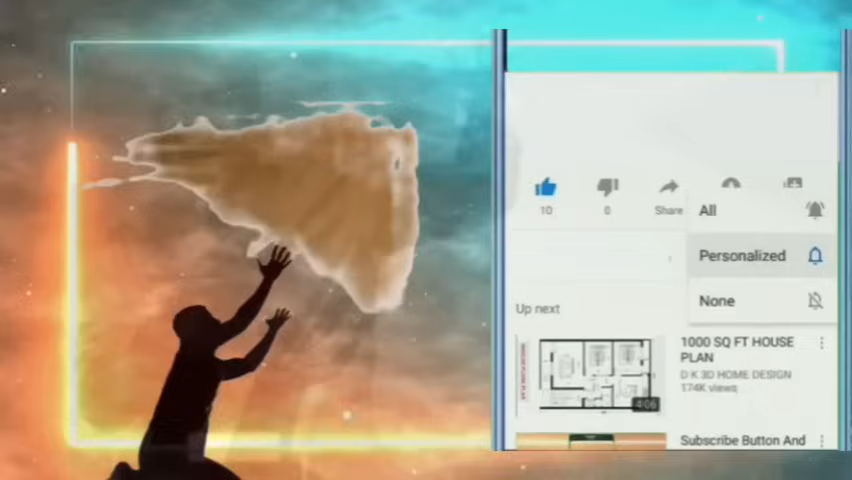 10
0
Share
All
Personalized
None
Up next
1000 SQ FT HOUSE
PLAN
D K 3D HOME DESIGN
174K views
4:06
Subscribe Button And